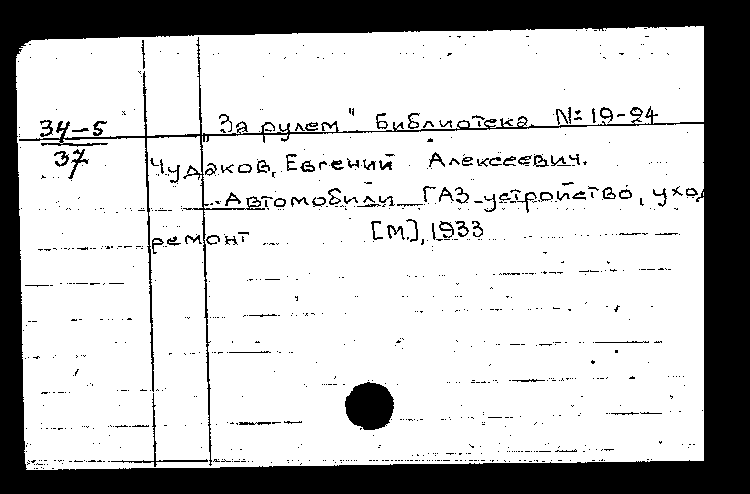 34-5 „За рулем" Библиотека. № 19-24
37 Чудаков, Евгений Алексеевич.
Автомобили ГАЗ-устройство, уход
ремонт [М.], 1933